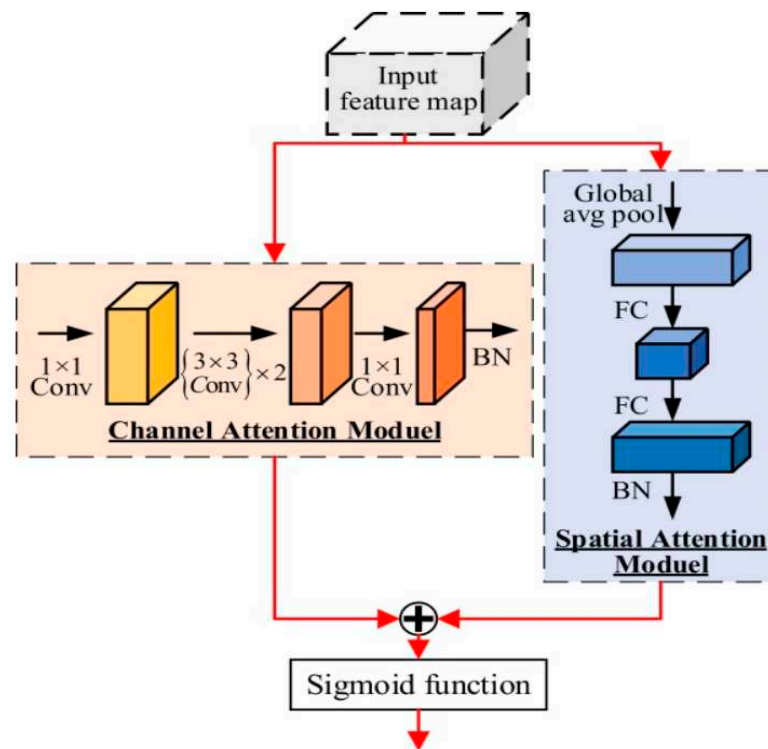 Input
feature map
Global
avg pool
FC
FC
BN
Spatial Attention
Moduel
1×1
Conv
{3×3
Conv}×2
1×1
Conv
BN
Channel Attention Moduel
Sigmoid function